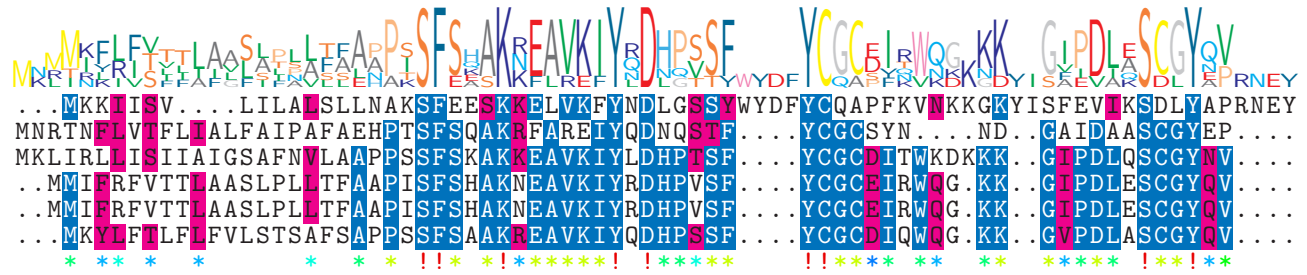 ...MKKIISV....LILALSLLNAKSFEESKKELVKFYNDLGSSYWYDFYCQAPFKVNKKGKYISFEVIKSDLYAPRNEY
MNRTNFLVTFLIALFAIPAFAEHPTSFSQAKRFAREIYQDNQSTF....YCGCSYN....ND..GAIDAASCGYEP....
MKLIRLLISIIAIGSAFNVLAAPPSSFSKAKKEAVKIYLDHPTSF....YCGCDITWKDKKK..GIPDLQSCGYNV....
..MMIFRFVTTLAASLPLLTFAAPISFSHAKNEAVKIYRDHPVSF....YCGCEIRWQG.KK..GIPDLESCGYQV....
..MMIFRFVTTLAASLPLLTFAAPISFSHAKNEAVKIYRDHPVSF....YCGCEIRWQG.KK..GIPDLESCGYQV....
...MKYLFTLFLFVLSTSAFSAPPSSFSAAKREAVKIYQDHPSSF....YCGCDIQWQG.KK..GVPDLASCGYQV....
* ** * * * * * !!* *!*****!*!***** !!**** ** ** ******!**!**